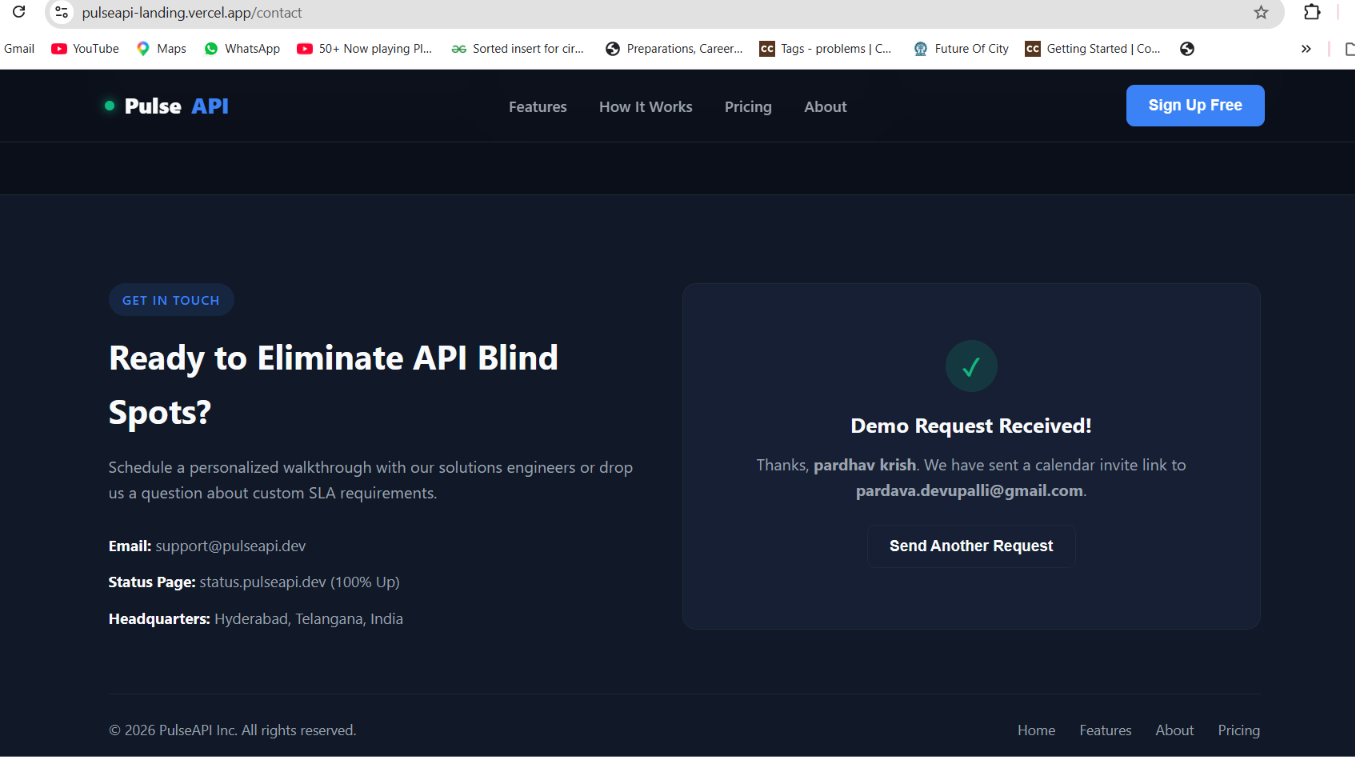 pulseapi-landing.vercel.app/contact
Gmail YouTube Maps WhatsApp 50+ Now playing Pl... Sorted insert for cir... Preparations, Career... CC Tags - problems | C... Future Of City CC Getting Started | Co... »
Pulse API Features How It Works Pricing About Sign Up Free
GET IN TOUCH
Ready to Eliminate API Blind
Spots?
Schedule a personalized walkthrough with our solutions engineers or drop
us a question about custom SLA requirements.
Email: support@pulseapi.dev
Status Page: status.pulseapi.dev (100% Up)
Headquarters: Hyderabad, Telangana, India
✓
Demo Request Received!
Thanks, pardhav krish. We have sent a calendar invite link to
pardava.devupalli@gmail.com.
Send Another Request
© 2026 PulseAPI Inc. All rights reserved. Home Features About Pricing